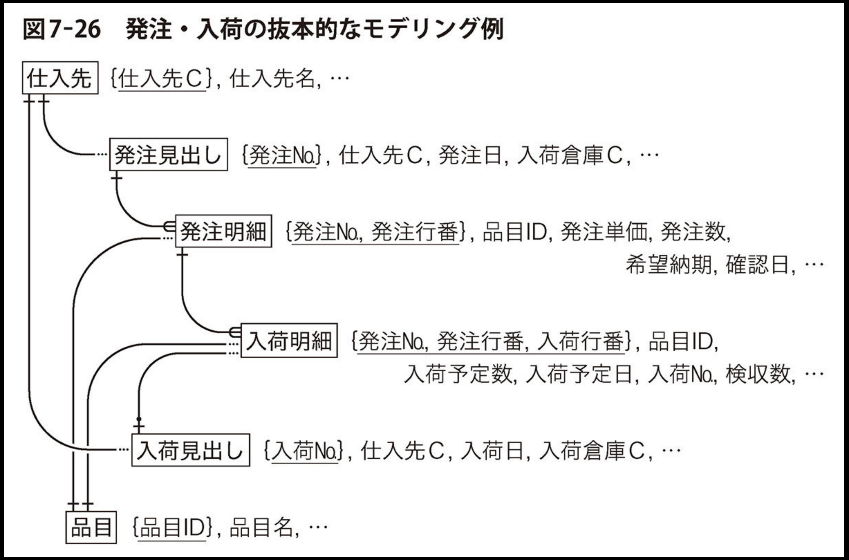 図7-26 発注・入荷の抜本的なモデリング例
仕入先 {仕入先C}, 仕入先名, …
発注見出し {発注No.}, 仕入先C, 発注日, 入荷倉庫C, …
発注明細 {発注No., 発注行番}, 品目ID, 発注単価, 発注数,
希望納期, 確認日, …
入荷明細 {発注No., 発注行番, 入荷行番}, 品目ID,
入荷予定数, 入荷予定日, 入荷No., 検収数, …
入荷見出し {入荷No.}, 仕入先C, 入荷日, 入荷倉庫C, …
品目 {品目ID}, 品目名, …